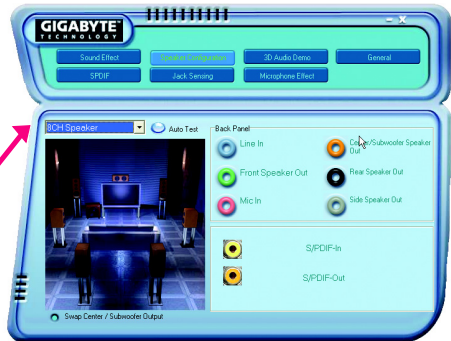 GIGABYTE™
TECHNOLOGY
– x
Sound Effect
Speaker Configuration
3D Audio Demo
General
SPDIF
Jack Sensing
Microphone Effect
8CH Speaker
Auto Test
Back Panel
Line In
Center/Subwoofer Speaker
Out
Front Speaker Out
Rear Speaker Out
Mic In
Side Speaker Out
S/PDIF-In
S/PDIF-Out
Swap Center / Subwoofer Output